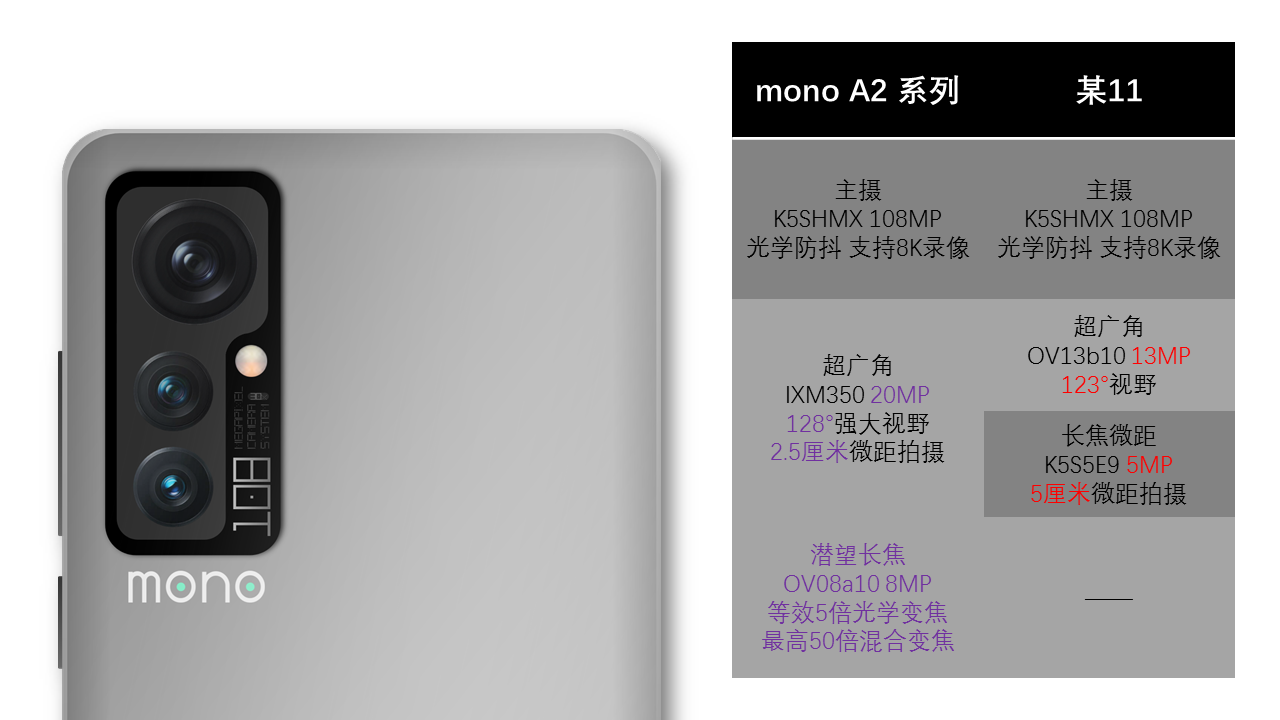 MEGAPIXEL
CAMERA
SYSTEM
108
mono
mono A2 系列
某11
主摄
K5SHMX 108MP
光学防抖 支持8K录像
主摄
K5SHMX 108MP
光学防抖 支持8K录像
超广角
IXM350 20MP
128°强大视野
2.5厘米微距拍摄
超广角
OV13b10 13MP
123°视野
长焦微距
K5S5E9 5MP
5厘米微距拍摄
潜望长焦
OV08a10 8MP
等效5倍光学变焦
最高50倍混合变焦
——